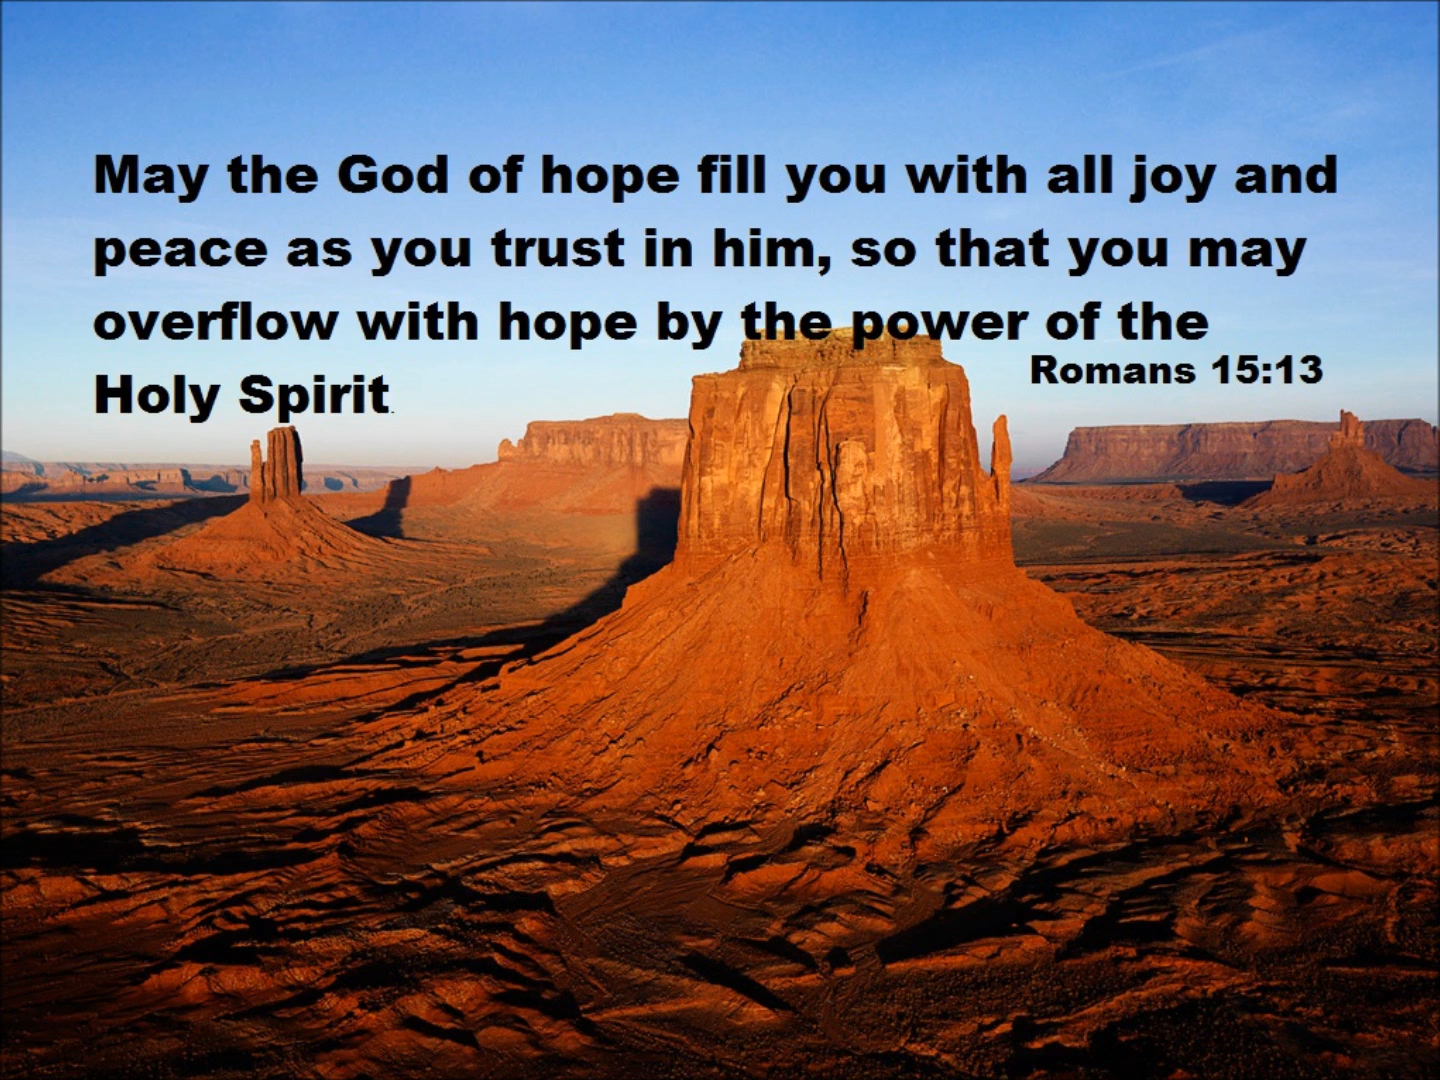 May the God of hope fill you with all joy and
peace as you trust in him, so that you may
overflow with hope by the power of the
Holy Spirit.
Romans 15:13